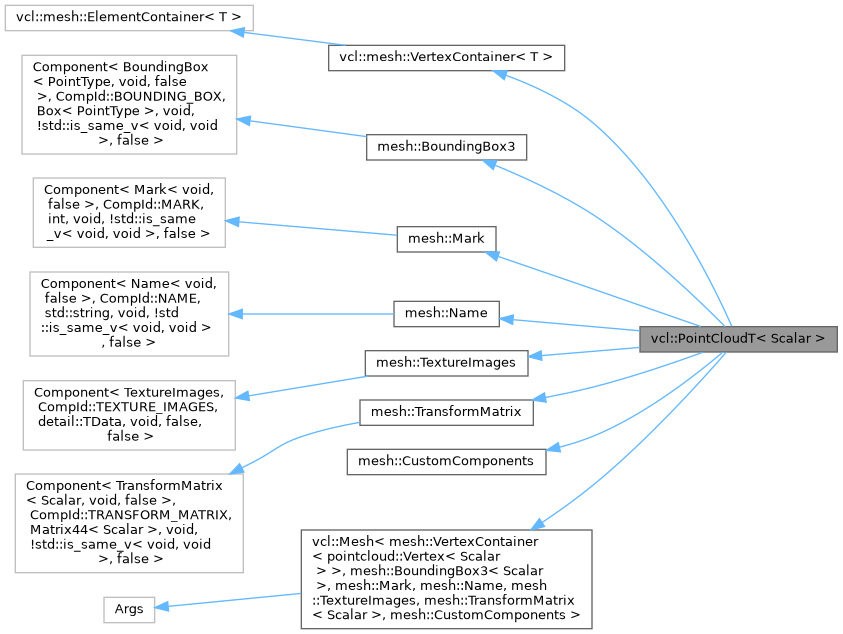 vcl::mesh::ElementContainer< T >
vcl::mesh::VertexContainer< T >
Component< BoundingBox
< PointType, void, false
>, CompId::BOUNDING_BOX,
Box< PointType >, void,
!std::is_same_v< void, void
>, false >
mesh::BoundingBox3
Component< Mark< void,
false >, CompId::MARK,
int, void, !std::is_same
_v< void, void >, false >
mesh::Mark
Component< Name< void,
false >, CompId::NAME,
std::string, void, !std
::is_same_v< void, void >
, false >
mesh::Name
vcl::PointCloudT< Scalar >
mesh::TextureImages
Component< TextureImages,
CompId::TEXTURE_IMAGES,
detail::TData, void, false,
false >
mesh::TransformMatrix
mesh::CustomComponents
Component< TransformMatrix
< Scalar, void, false >,
CompId::TRANSFORM_MATRIX,
Matrix44< Scalar >, void,
!std::is_same_v< void, void
>, false >
vcl::Mesh< mesh::VertexContainer
< pointcloud::Vertex< Scalar
> >, mesh::BoundingBox3< Scalar
>, mesh::Mark, mesh::Name, mesh
::TextureImages, mesh::TransformMatrix
< Scalar >, mesh::CustomComponents >
Args